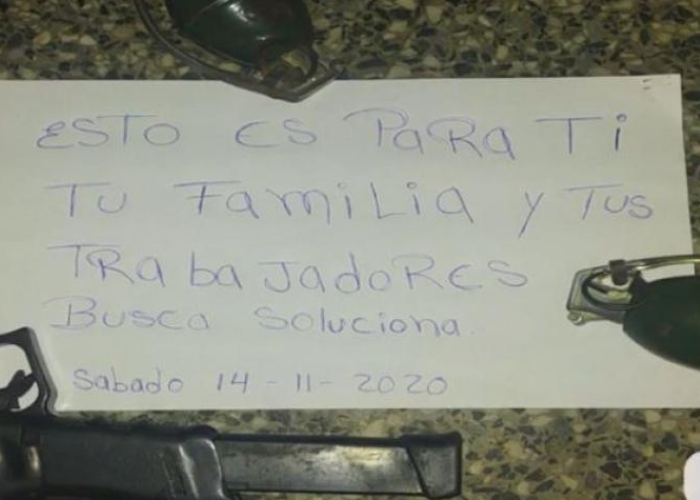 ESTO ES PARA Ti
TU FamiLia y TUS
TRabaJadoRES
Busca soluciona.
Sabado 14-11-2020